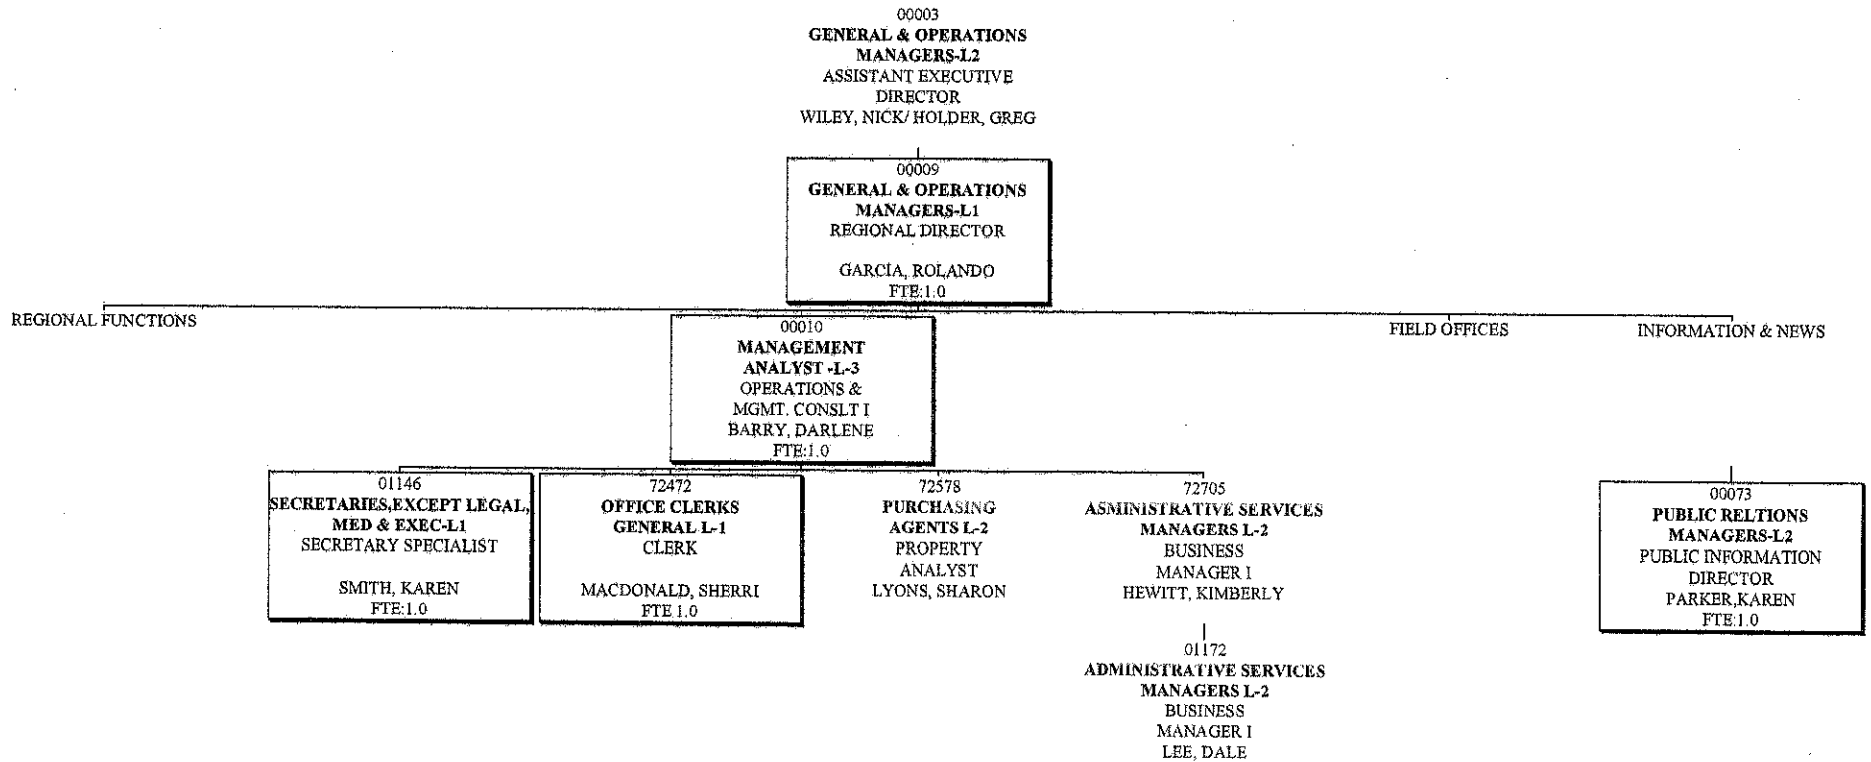 00003
GENERAL & OPERATIONS
MANAGERS-L2
ASSISTANT EXECUTIVE
DIRECTOR
WILEY, NICK/ HOLDER, GREG
00009
GENERAL & OPERATIONS
MANAGERS-L1
REGIONAL DIRECTOR
GARCIA, ROLANDO
FTE:1.0
REGIONAL FUNCTIONS
00010
MANAGEMENT
ANALYST -L-3
OPERATIONS &
MGMT. CONSLT I
BARRY, DARLENE
FTE:1.0
FIELD OFFICES
INFORMATION & NEWS
01146
SECRETARIES,EXCEPT LEGAL,
MED & EXEC-L1
SECRETARY SPECIALIST
SMITH, KAREN
FTE:1.0
72472
OFFICE CLERKS
GENERAL L-1
CLERK
MACDONALD, SHERRI
FTE 1.0
72578
PURCHASING
AGENTS L-2
PROPERTY
ANALYST
LYONS, SHARON
72705
ASMINISTRATIVE SERVICES
MANAGERS L-2
BUSINESS
MANAGER I
HEWITT, KIMBERLY
01172
ADMINISTRATIVE SERVICES
MANAGERS L-2
BUSINESS
MANAGER I
LEE, DALE
00073
PUBLIC RELTIONS
MANAGERS-L2
PUBLIC INFORMATION
DIRECTOR
PARKER,KAREN
FTE:1.0